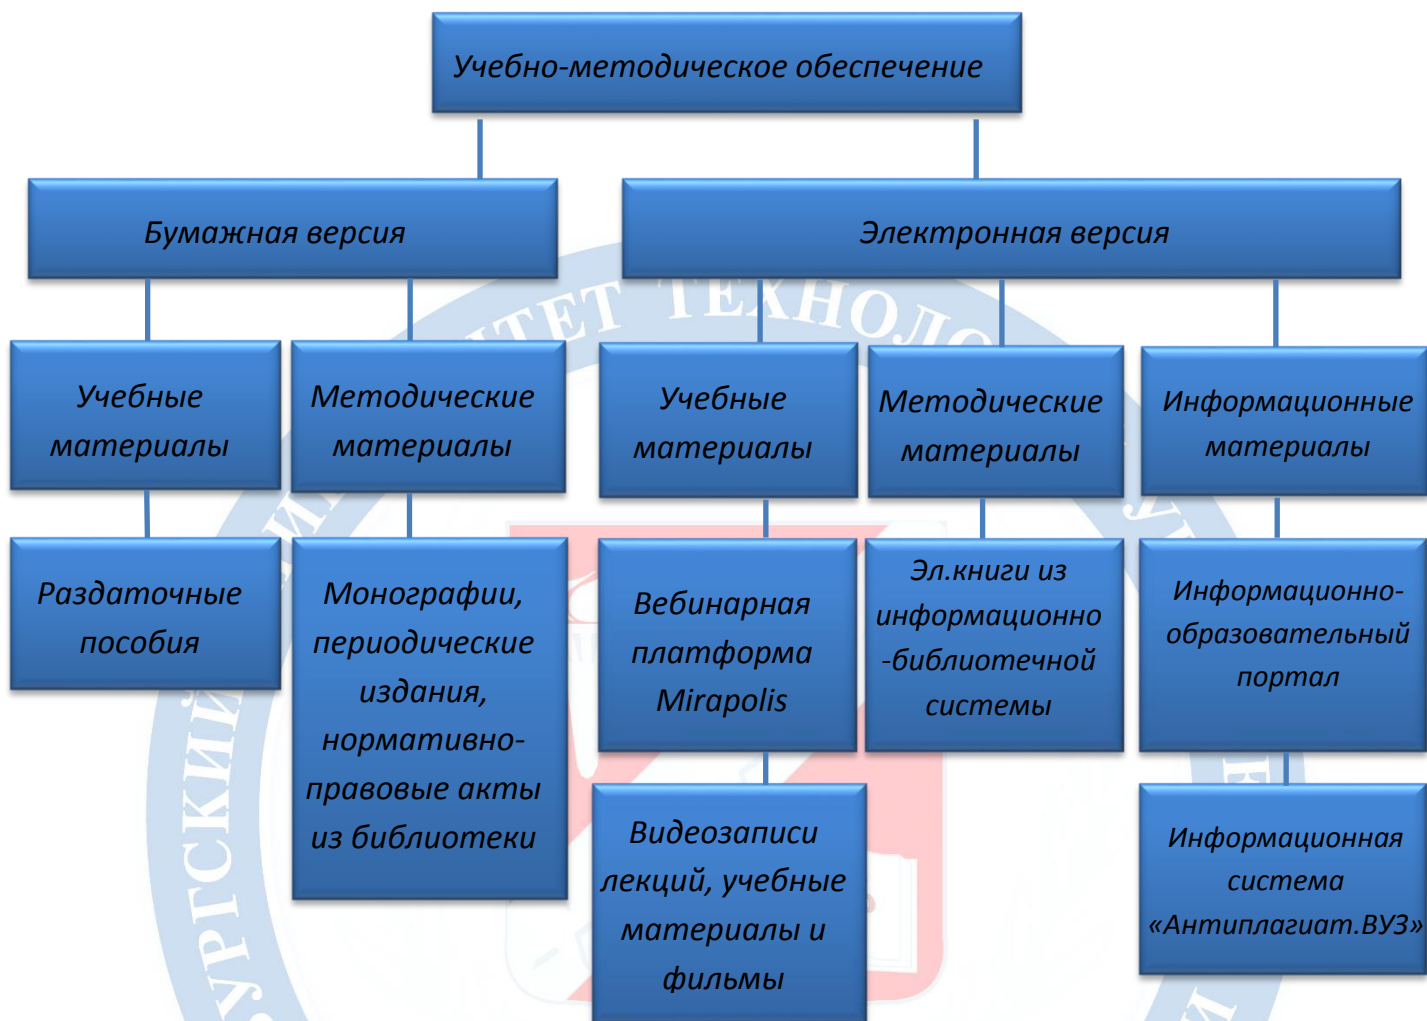 Учебно-методическое обеспечение
Бумажная версия
Электронная версия
ТЕХНОЛО
Учебные
материалы
Методические
материалы
Учебные
материалы
Методические
материалы
Информационные
материалы
Раздаточные
пособия
Монографии,
периодические
издания,
нормативно-
правовые акты
из библиотеки
Вебинарная
платформа
Mirapolis
Эл.книги из
информационно
-библиотечной
системы
Информационно-
образовательный
портал
Видеозаписи
лекций, учебные
материалы и
фильмы
Информационная
система
«Антиплагиат.ВУЗ»